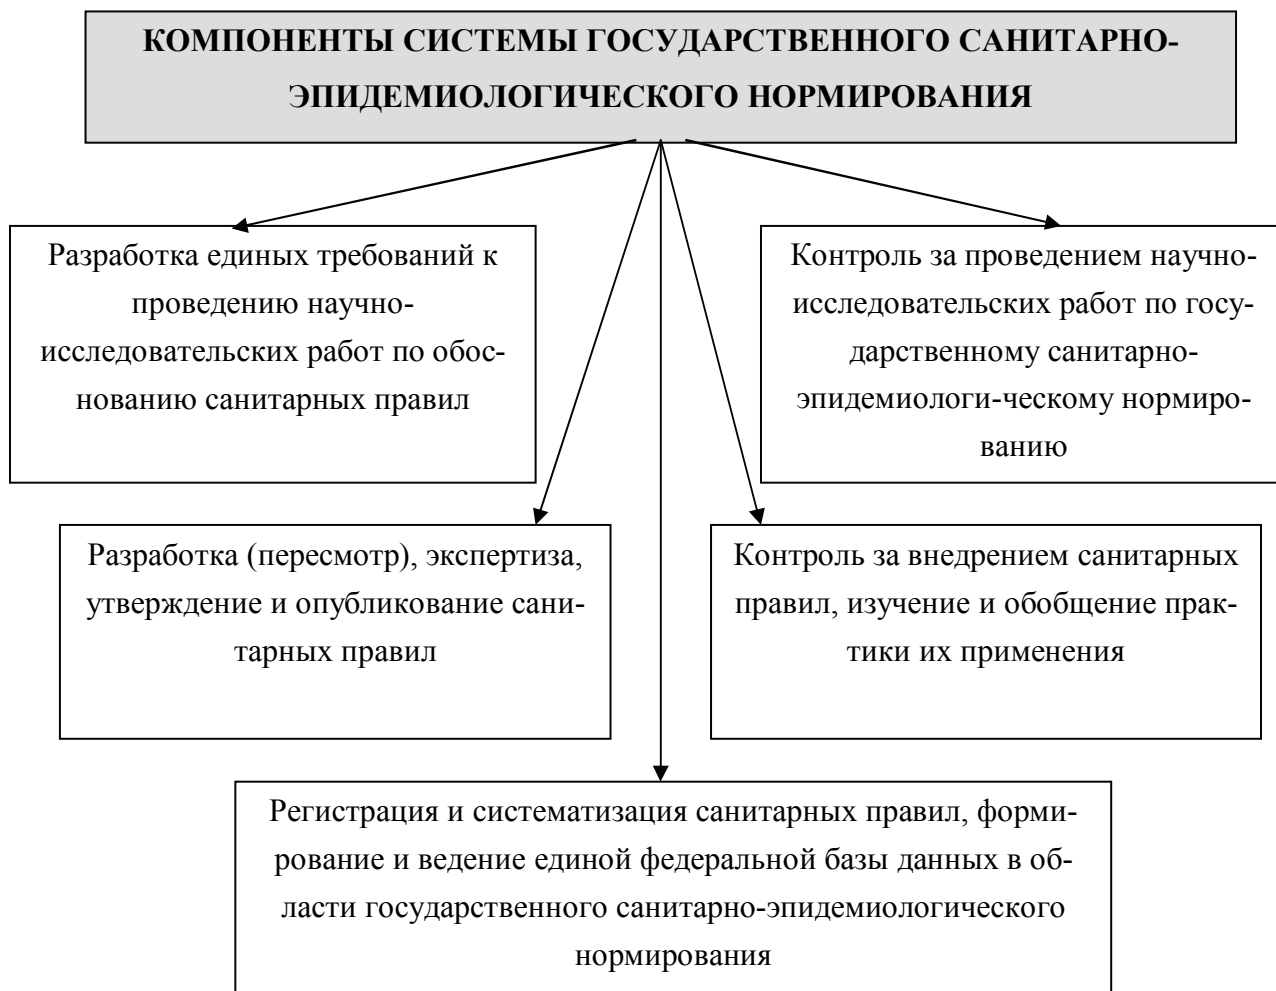 КОМПОНЕНТЫ СИСТЕМЫ ГОСУДАРСТВЕННОГО САНИТАРНО-
ЭПИДЕМИОЛОГИЧЕСКОГО НОРМИРОВАНИЯ
Разработка единых требований к
проведению научно-
исследовательских работ по обос-
нованию санитарных правил
Контроль за проведением научно-
исследовательских работ по госу-
дарственному санитарно-
эпидемиологи-ческому нормиро-
ванию
Разработка (пересмотр), экспертиза,
утверждение и опубликование сани-
тарных правил
Контроль за внедрением санитарных
правил, изучение и обобщение прак-
тики их применения
Регистрация и систематизация санитарных правил, форми-
рование и ведение единой федеральной базы данных в об-
ласти государственного санитарно-эпидемиологического
нормирования